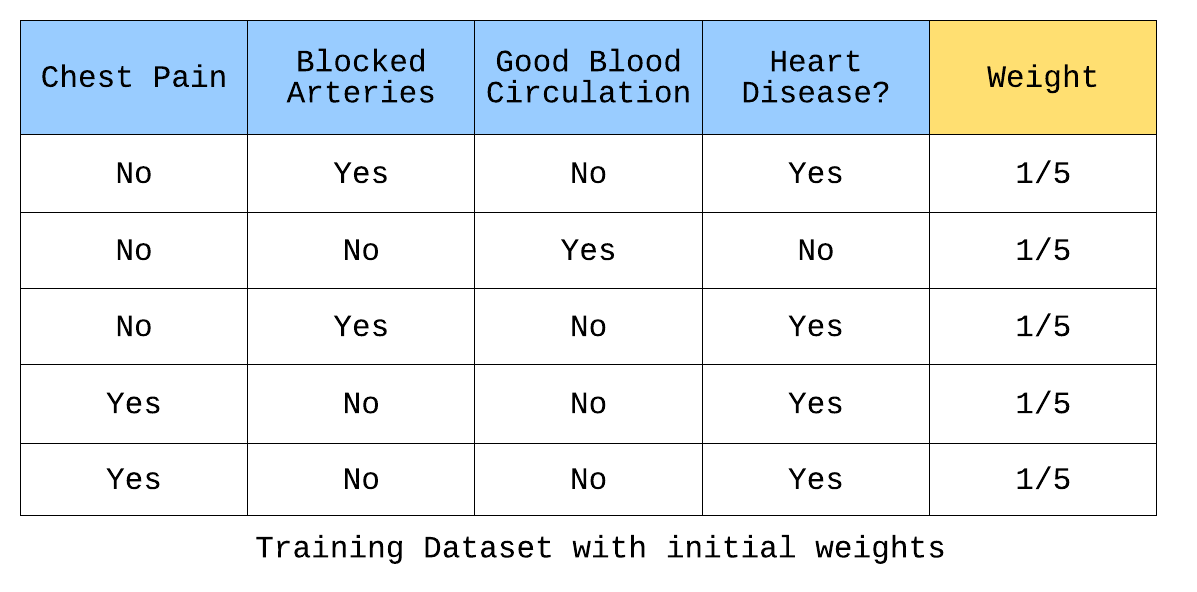 Chest Pain Blocked Arteries Good Blood Circulation Heart Disease? Weight
No Yes No Yes 1/5
No No Yes No 1/5
No Yes No Yes 1/5
Yes No No Yes 1/5
Yes No No Yes 1/5
Training Dataset with initial weights